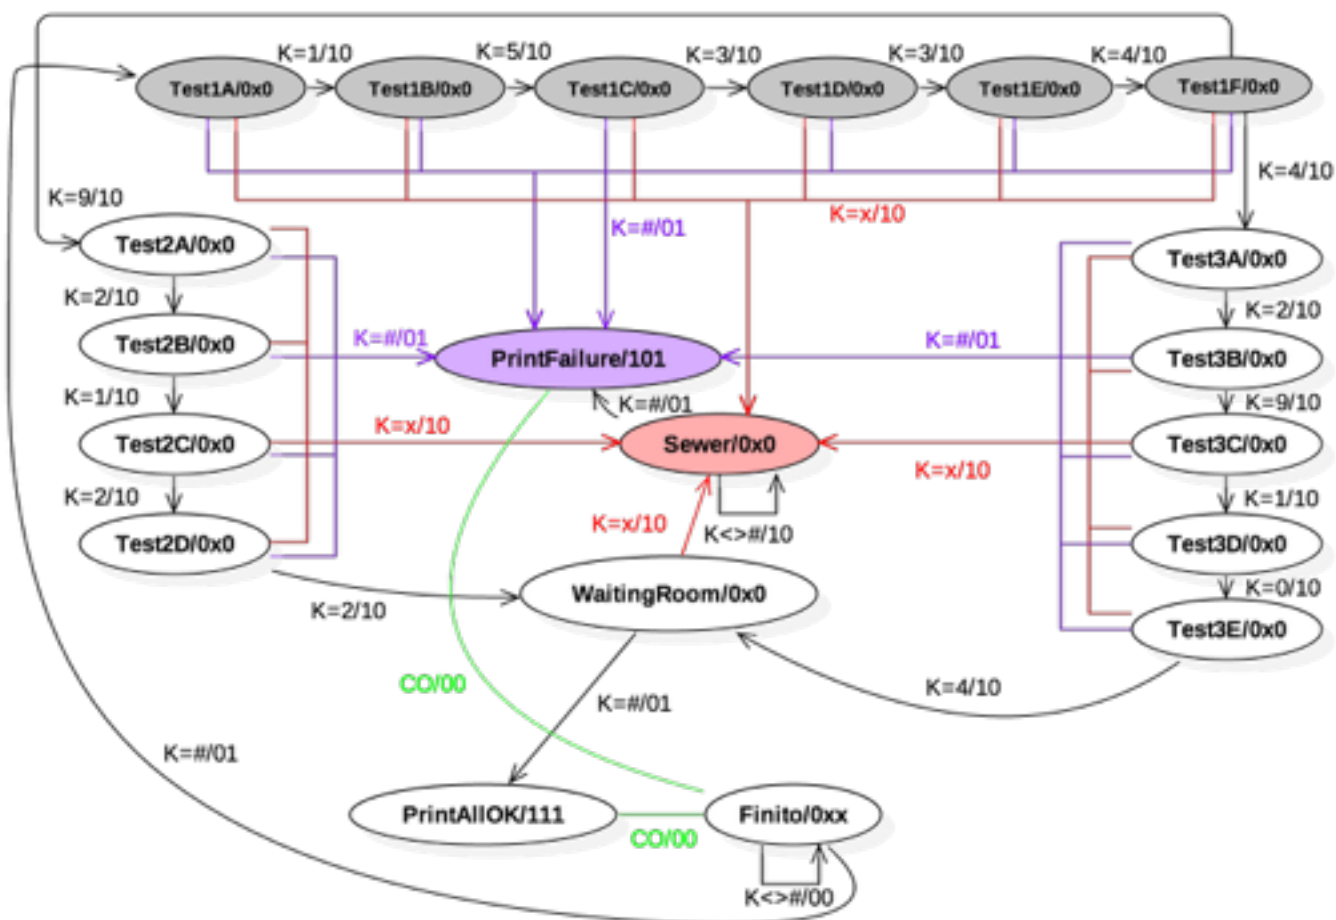 K=1/10
K=5/10
K=3/10
K=3/10
K=4/10
Test1A/0x0
Test1B/0x0
Test1C/0x0
Test1D/0x0
Test1E/0x0
Test1F/0x0
K=9/10
K=4/10
K=#/01
K=x/10
Test2A/0x0
Test3A/0x0
K=2/10
K=2/10
Test2B/0x0
K=#/01
PrintFailure/101
K=#/01
Test3B/0x0
K=1/10
K=#/01
K=9/10
K=x/10
Test2C/0x0
Sewer/0x0
Test3C/0x0
K=x/10
K=2/10
K=1/10
K=x/10
K<>#/10
Test2D/0x0
Test3D/0x0
K=0/10
WaitingRoom/0x0
K=2/10
Test3E/0x0
CO/00
K=4/10
K=#/01
K=#/01
PrintAllOK/111
Finito/0xx
CO/00
K<>#/00